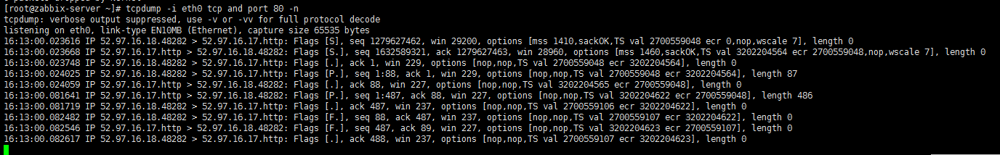 0 packets dropped by kernel
[root@zabbix-server ~]# tcpdump -i eth0 tcp and port 80 -n
tcpdump: verbose output suppressed, use -v or -vv for full protocol decode
listening on eth0, link-type EN10MB (Ethernet), capture size 65535 bytes
16:13:00.023616 IP 52.97.16.18.48282 > 52.97.16.17.http: Flags [S], seq 1279627462, win 29200, options [mss 1410,sackOK,TS val 2700559048 ecr 0,nop,wscale 7], length 0
16:13:00.023668 IP 52.97.16.17.http > 52.97.16.18.48282: Flags [S.], seq 1632589321, ack 1279627463, win 28960, options [mss 1460,sackOK,TS val 3202204564 ecr 2700559048,nop,wscale 7], length 0
16:13:00.023748 IP 52.97.16.18.48282 > 52.97.16.17.http: Flags [.], ack 1, win 229, options [nop,nop,TS val 2700559048 ecr 3202204564], length 0
16:13:00.024025 IP 52.97.16.18.48282 > 52.97.16.17.http: Flags [P.], seq 1:88, ack 1, win 229, options [nop,nop,TS val 2700559048 ecr 3202204564], length 87
16:13:00.024059 IP 52.97.16.17.http > 52.97.16.18.48282: Flags [.], ack 88, win 227, options [nop,nop,TS val 3202204565 ecr 2700559048], length 0
16:13:00.081641 IP 52.97.16.17.http > 52.97.16.18.48282: Flags [P.], seq 1:487, ack 88, win 227, options [nop,nop,TS val 3202204622 ecr 2700559048], length 486
16:13:00.081719 IP 52.97.16.18.48282 > 52.97.16.17.http: Flags [.], ack 487, win 237, options [nop,nop,TS val 2700559106 ecr 3202204622], length 0
16:13:00.082482 IP 52.97.16.18.48282 > 52.97.16.17.http: Flags [F.], seq 88, ack 487, win 237, options [nop,nop,TS val 2700559107 ecr 3202204622], length 0
16:13:00.082546 IP 52.97.16.17.http > 52.97.16.18.48282: Flags [F.], seq 487, ack 89, win 227, options [nop,nop,TS val 3202204623 ecr 2700559107], length 0
16:13:00.082617 IP 52.97.16.18.48282 > 52.97.16.17.http: Flags [.], ack 488, win 237, options [nop,nop,TS val 2700559107 ecr 3202204623], length 0